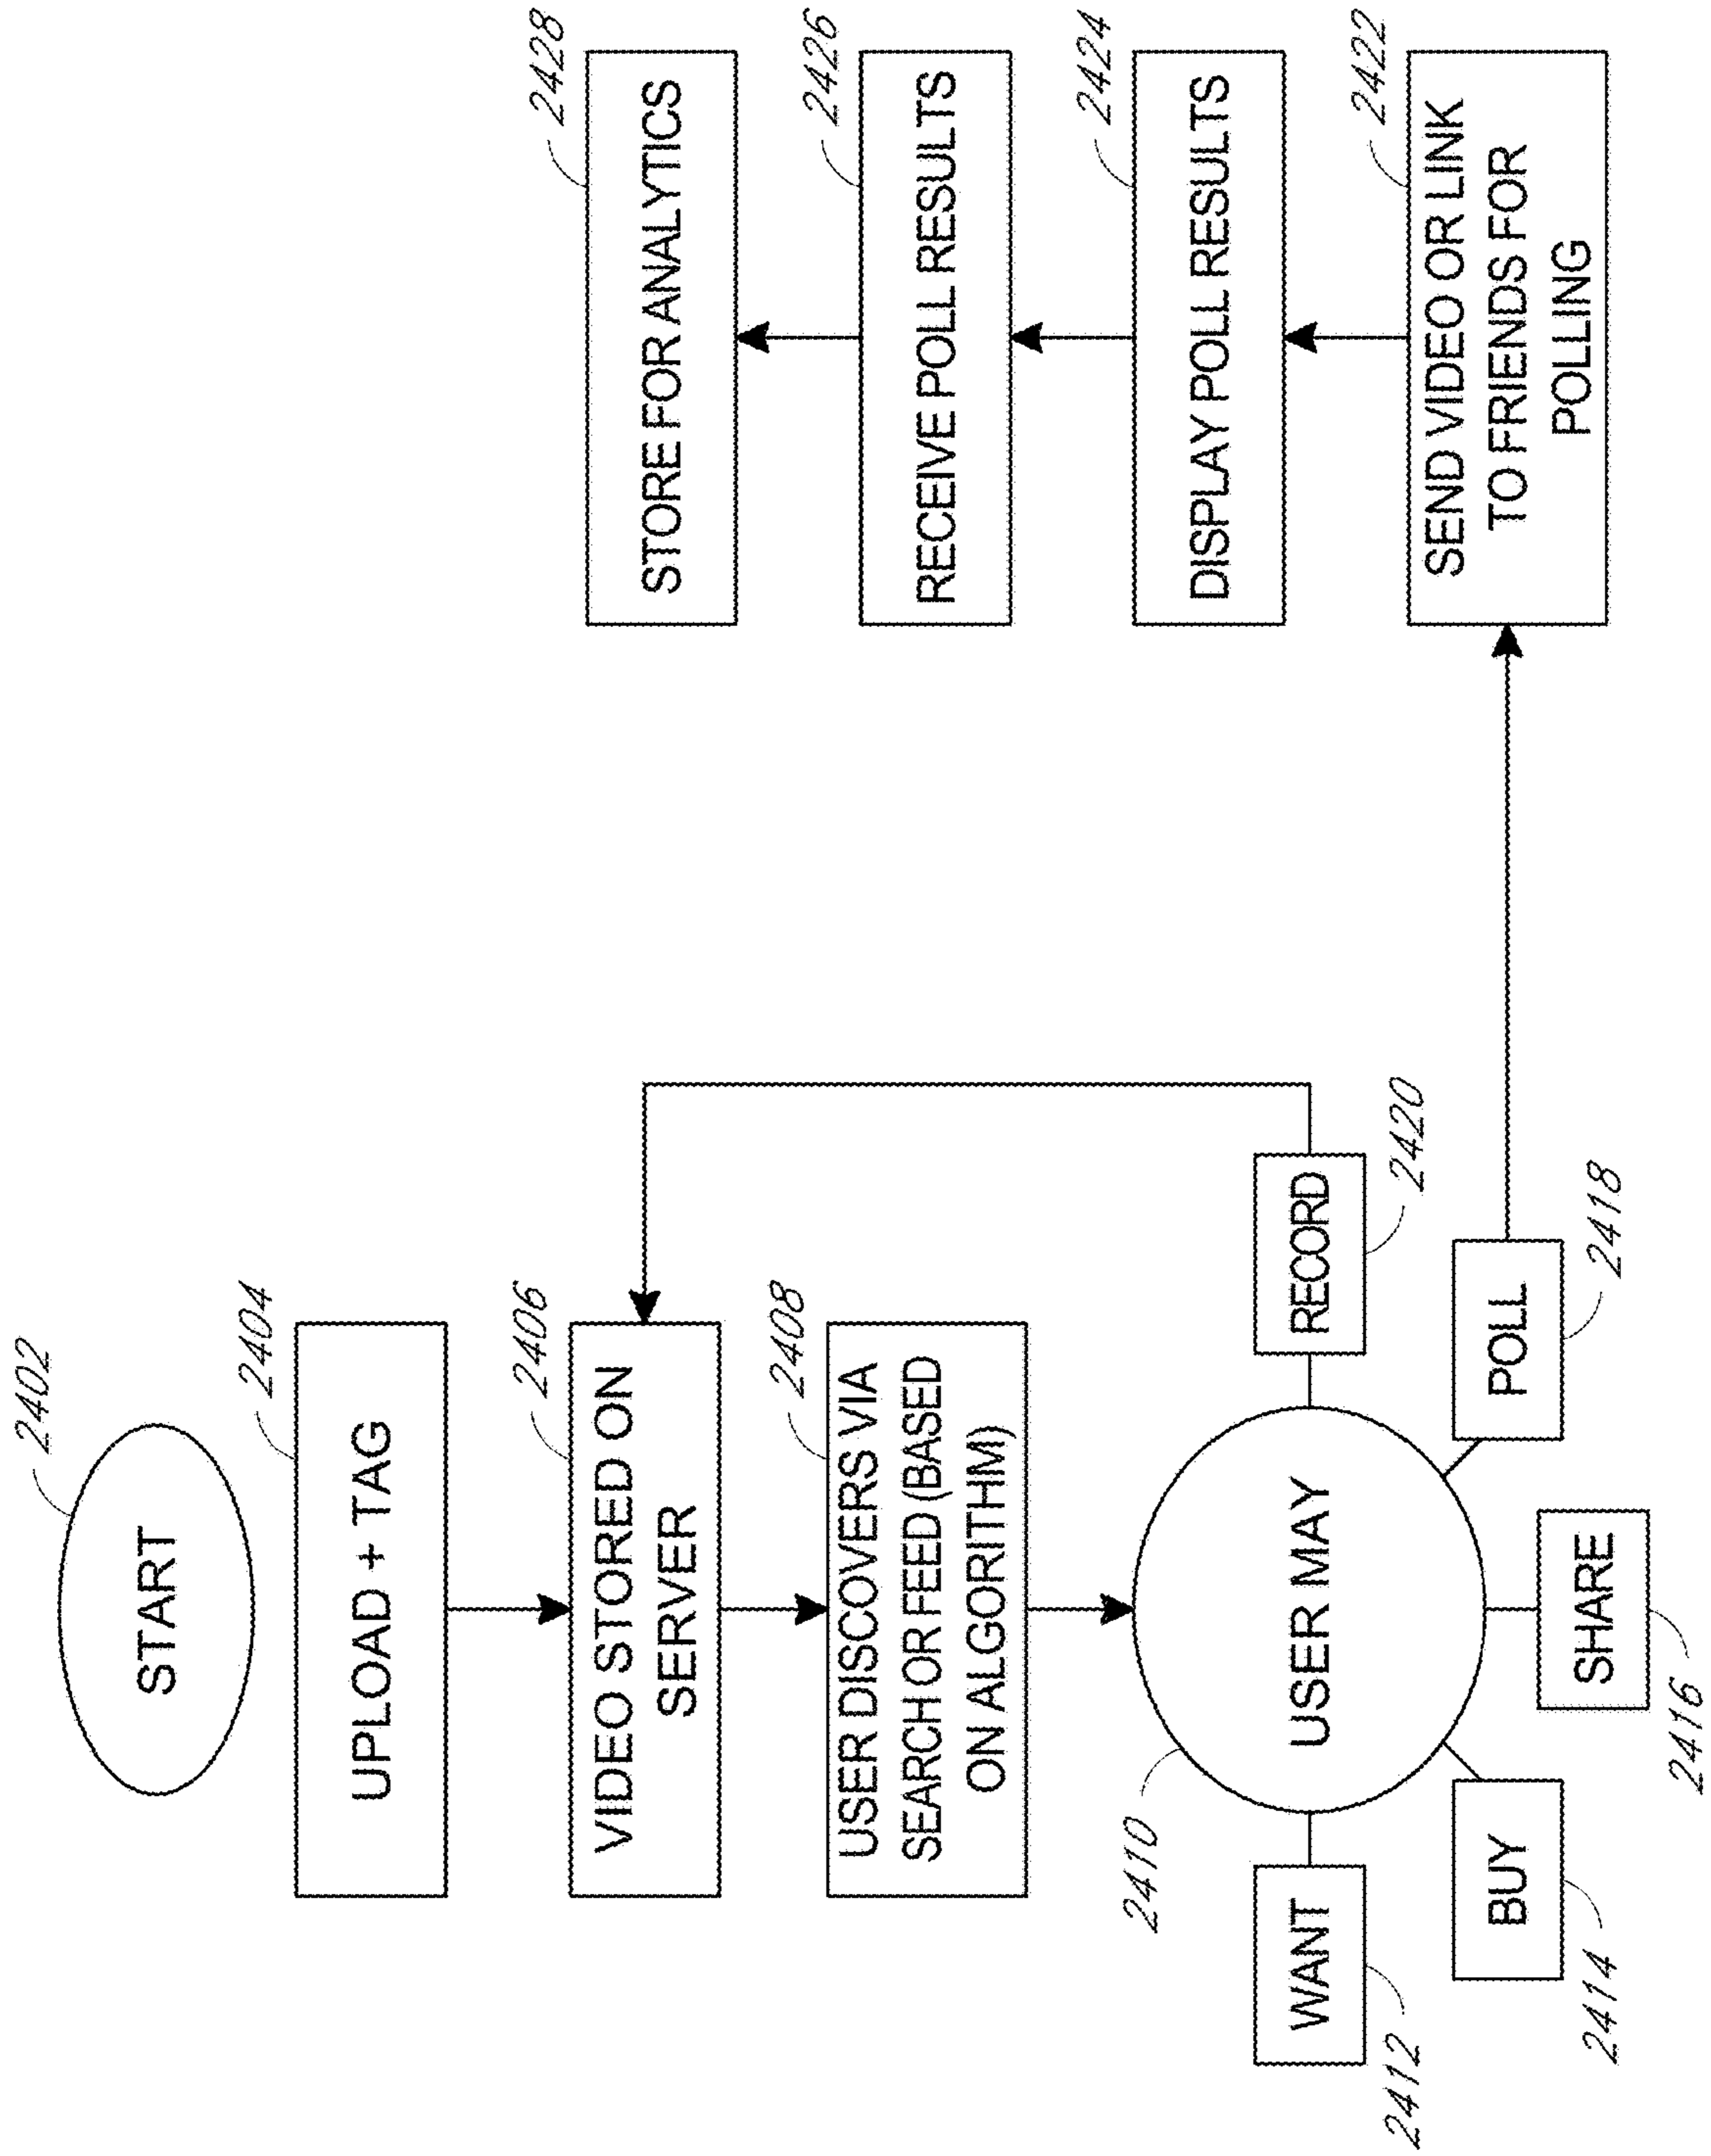 2402
START
2404
UPLOAD + TAG
2406
VIDEO STORED ON
SERVER
2408
USER DISCOVERS VIA
SEARCH OR FEED (BASED
ON ALGORITHM)
2410
USER MAY
WANT
2412
BUY
2414
SHARE
2416
POLL
2418
RECORD
2420
SEND VIDEO OR LINK
TO FRIENDS FOR
POLLING
2422
DISPLAY POLL RESULTS
2424
RECEIVE POLL RESULTS
2426
STORE FOR ANALYTICS
2428